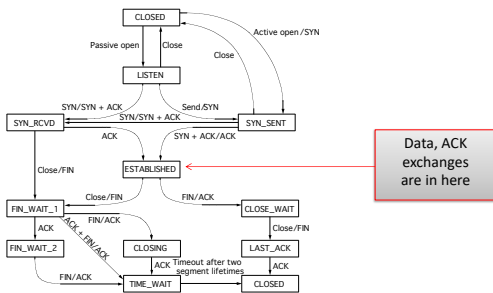 CLOSED
Active open/SYN
Passive open
Close
Close
LISTEN
SYN/SYN + ACK
Send/SYN
SYN_RCVD
SYN/SYN + ACK
SYN_SENT
ACK
SYN + ACK/ACK
Data, ACK
exchanges
are in here
Close/FIN
ESTABLISHED
Close/FIN
FIN/ACK
FIN_WAIT_1
CLOSE_WAIT
FIN/ACK
ACK
ACK + FIN/ACK
Close/FIN
FIN_WAIT_2
CLOSING
LAST_ACK
ACK
Timeout after two
segment lifetimes
ACK
FIN/ACK
TIME_WAIT
CLOSED